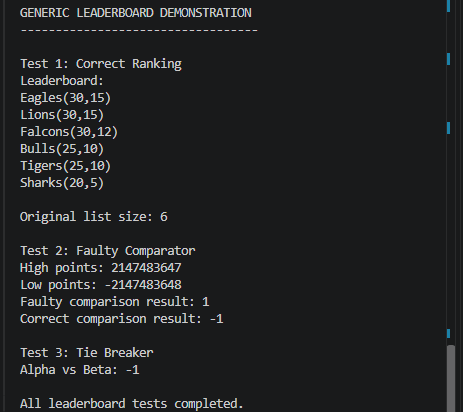 GENERIC LEADERBOARD DEMONSTRATION
----------------------------------
Test 1: Correct Ranking
Leaderboard:
Eagles(30,15)
Lions(30,15)
Falcons(30,12)
Bulls(25,10)
Tigers(25,10)
Sharks(20,5)
Original list size: 6
Test 2: Faulty Comparator
High points: 2147483647
Low points: -2147483648
Faulty comparison result: 1
Correct comparison result: -1
Test 3: Tie Breaker
Alpha vs Beta: -1
All leaderboard tests completed.